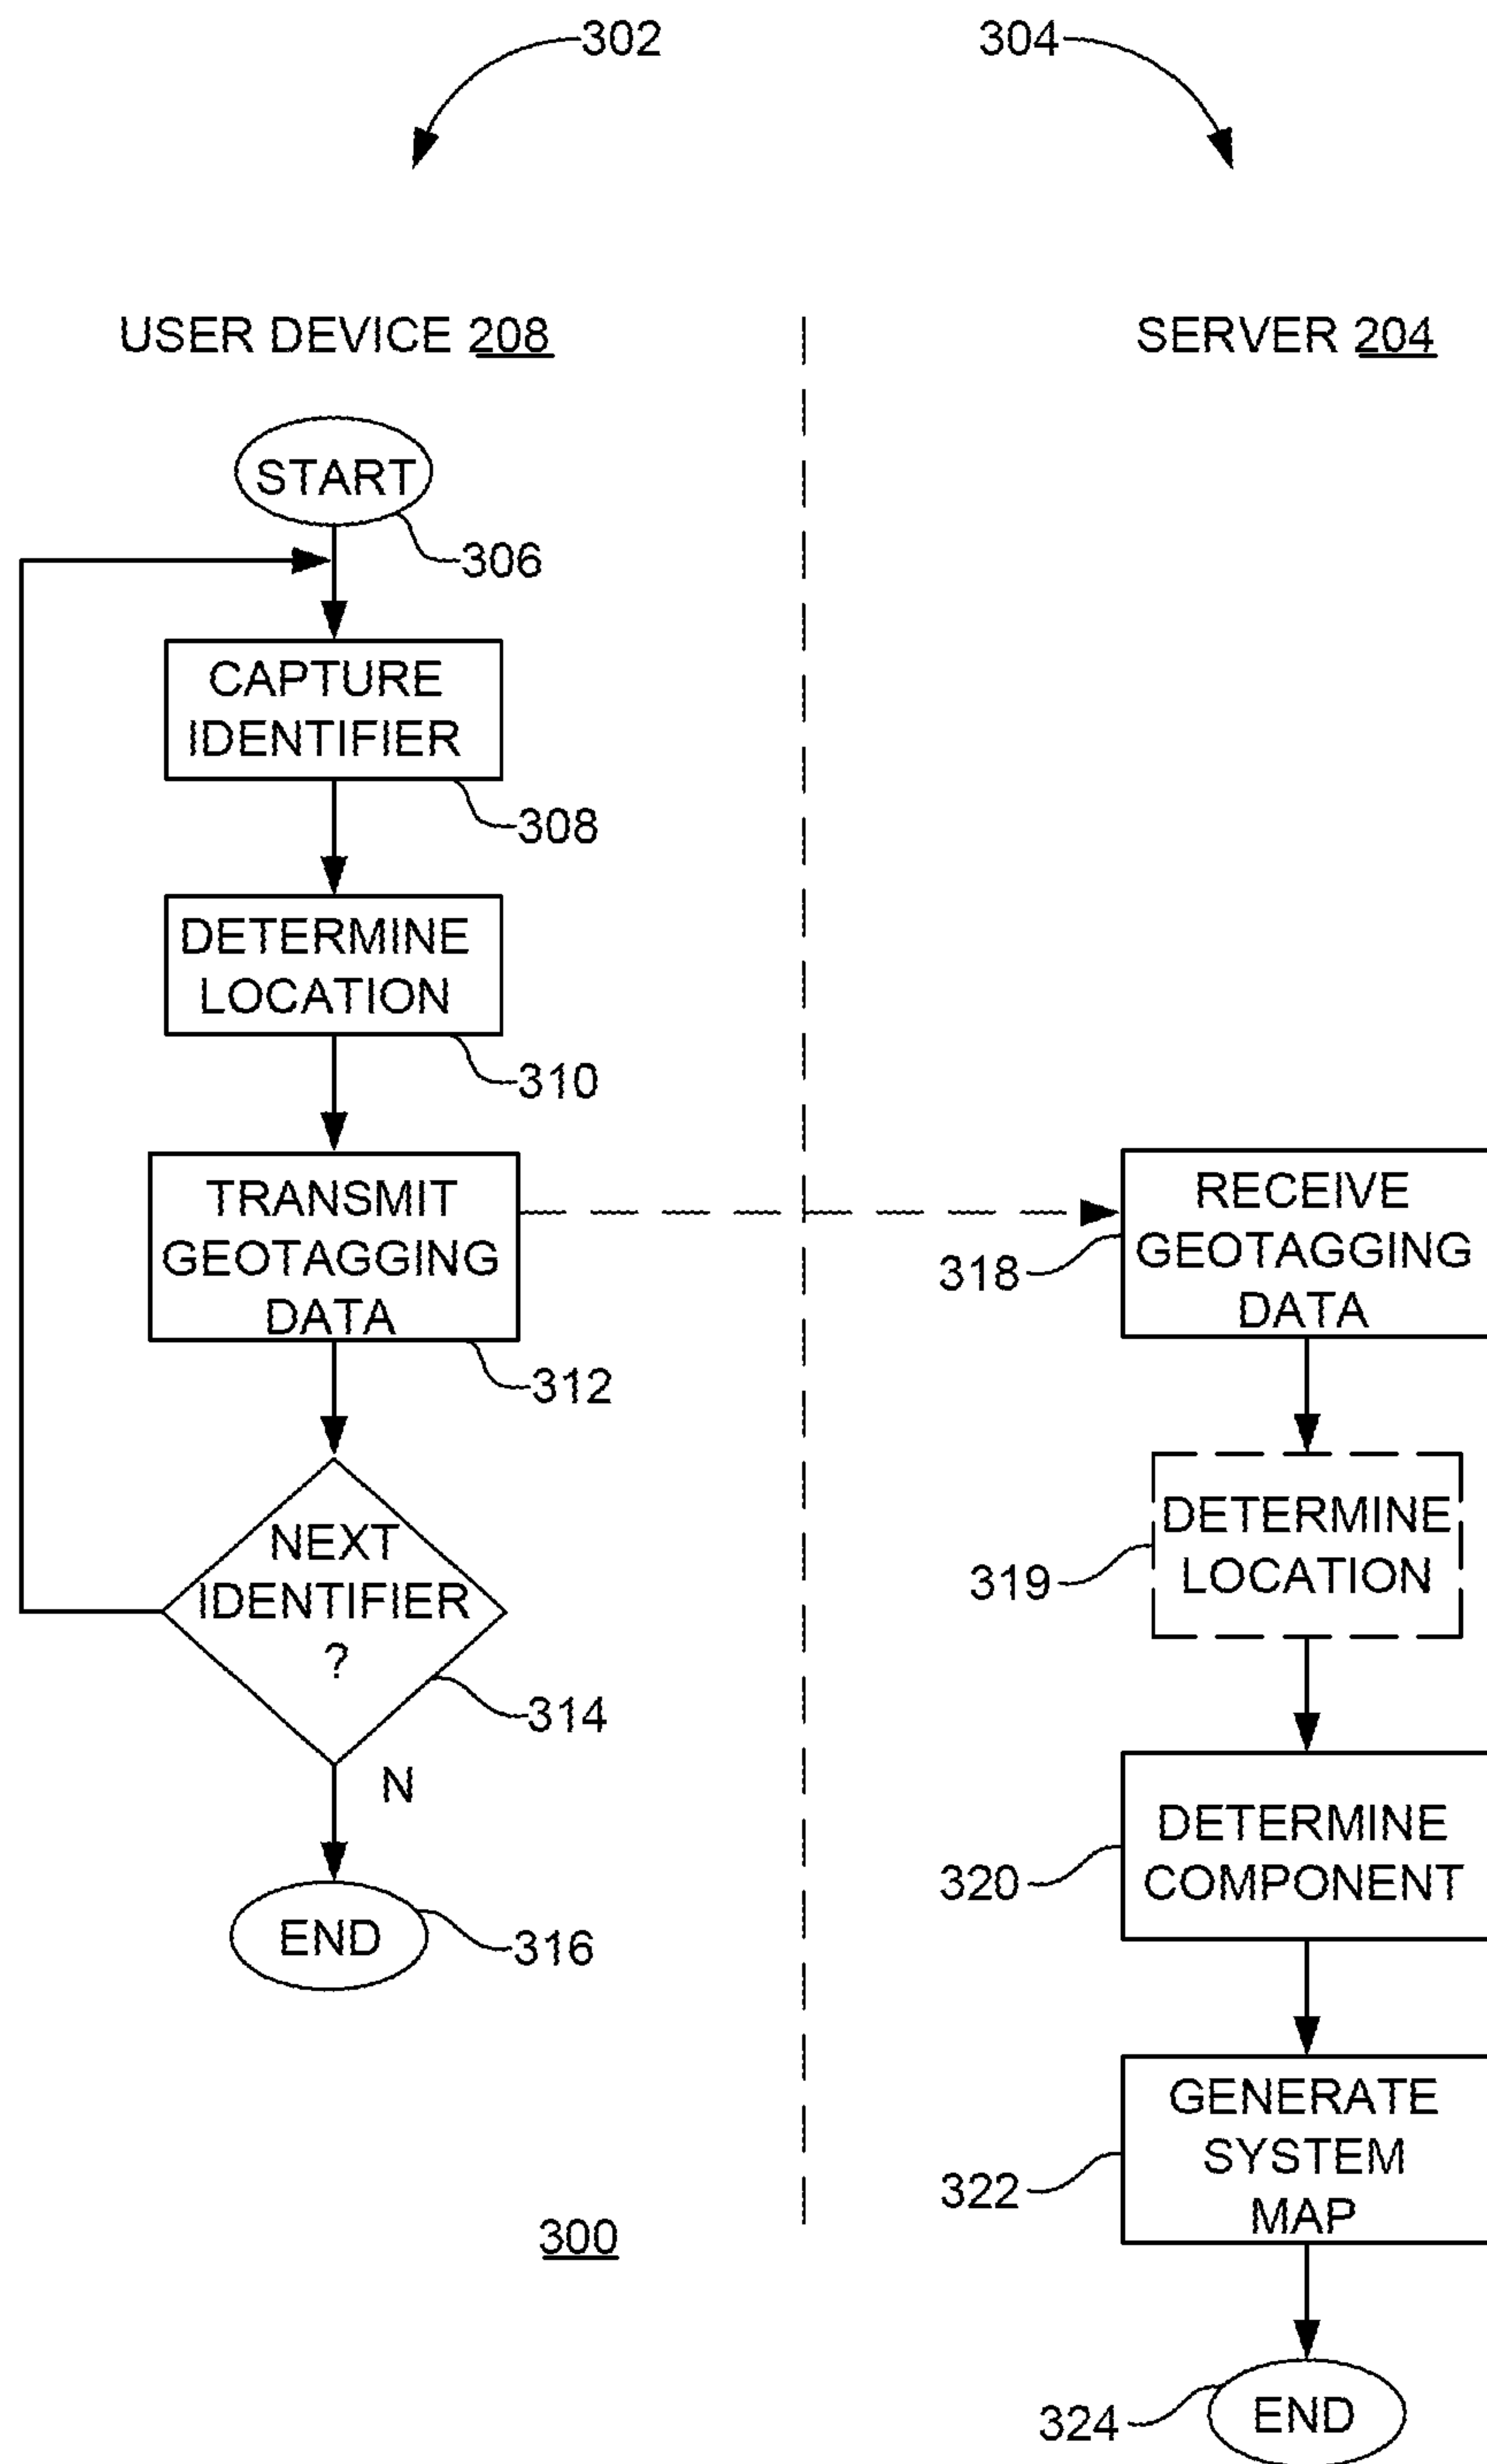 302
304
USER DEVICE 208
SERVER 204
START
306
CAPTURE
IDENTIFIER
308
DETERMINE
LOCATION
310
TRANSMIT
GEOTAGGING
DATA
312
NEXT
IDENTIFIER
?
314
N
END
316
RECEIVE
GEOTAGGING
DATA
318
DETERMINE
LOCATION
319
DETERMINE
COMPONENT
320
GENERATE
SYSTEM
MAP
322
END
324
300